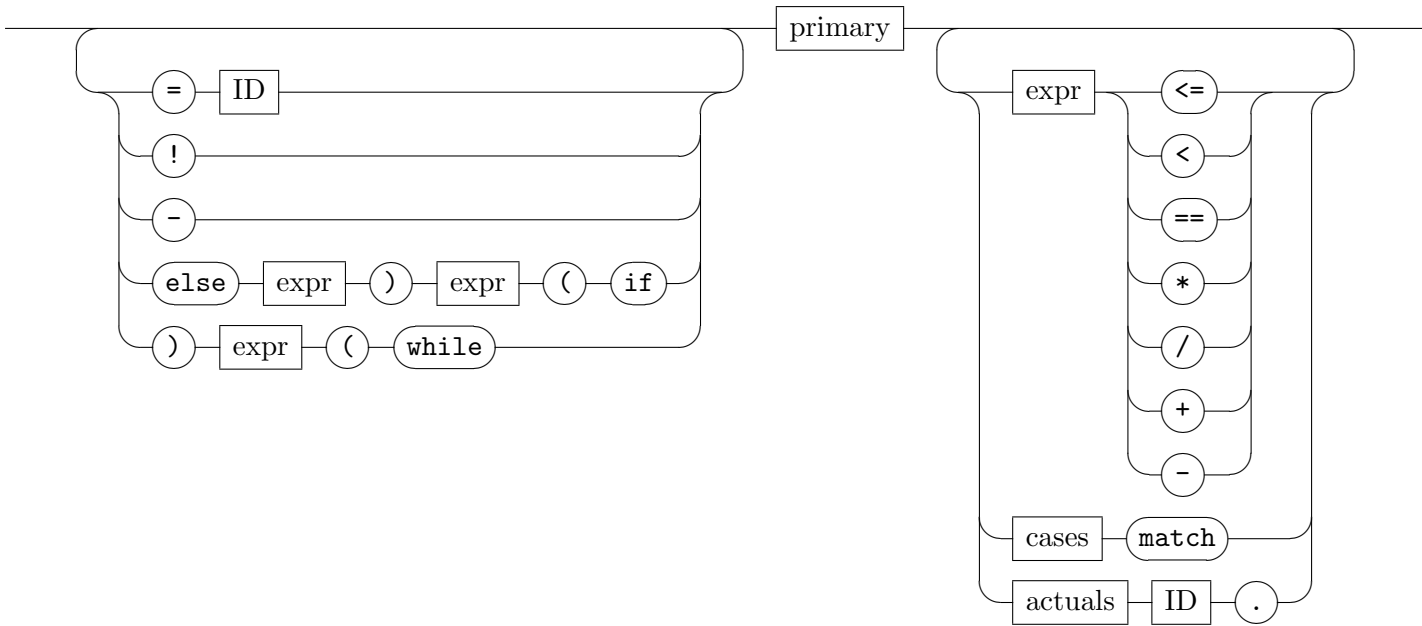 primary
= ID expr <=
! <
- ==
else expr ) expr ( if *
) expr ( while /
+
-
cases match
actuals ID .